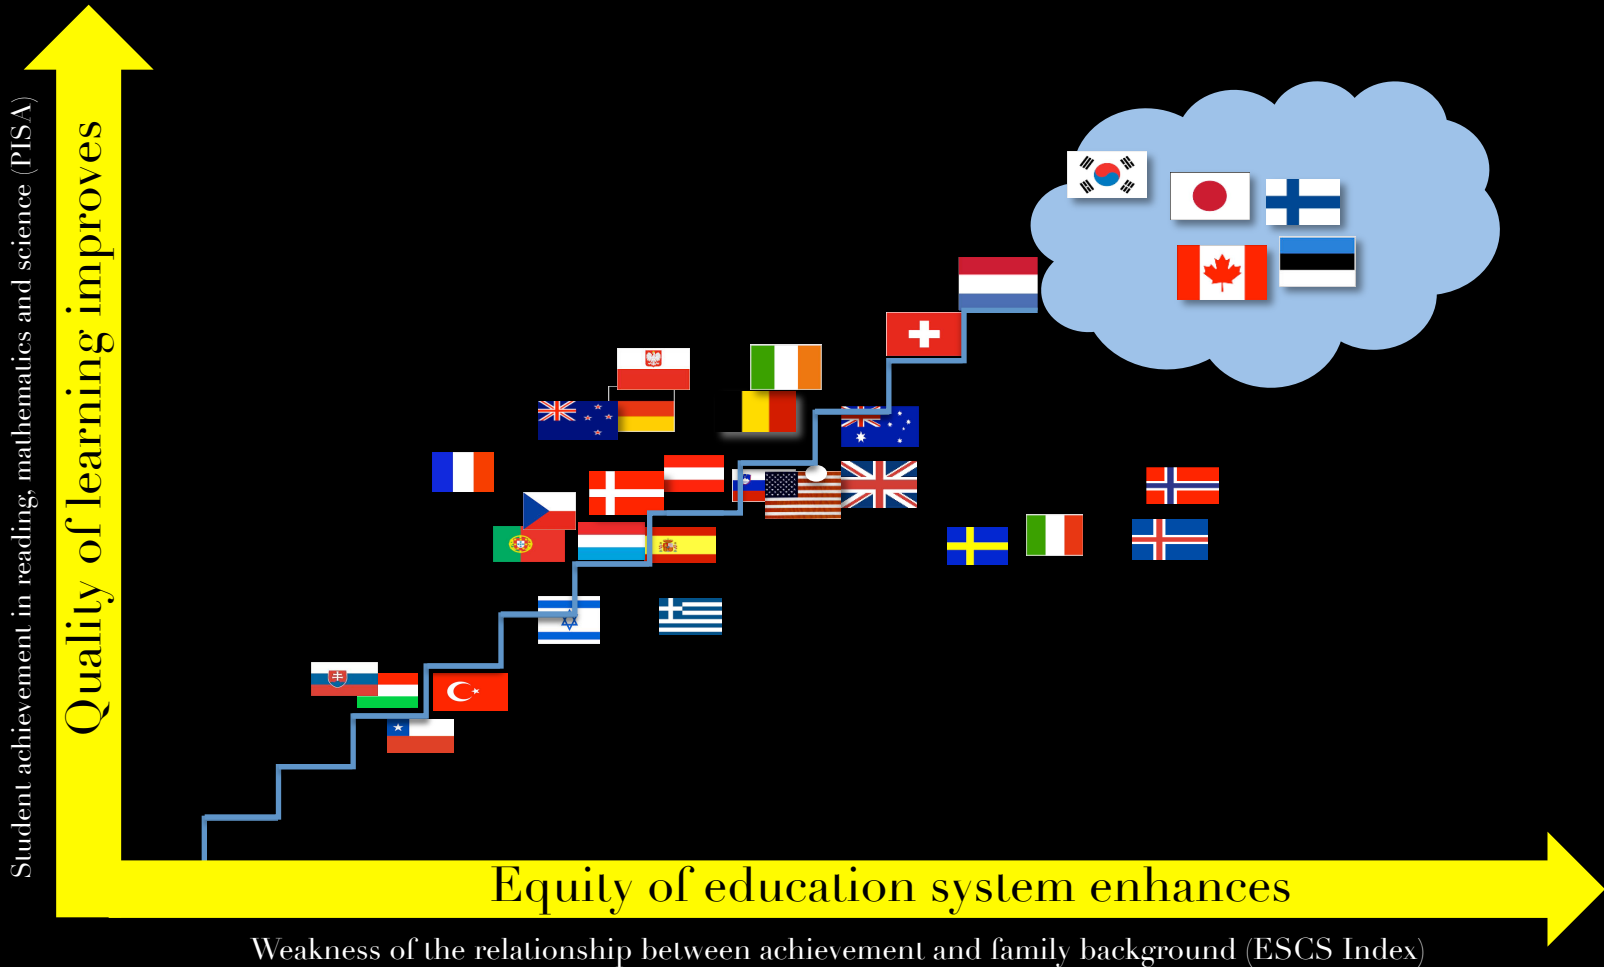 Student achievement in reading, mathematics and science (PISA)
Quality of learning improves
Equity of education system enhances
Weakness of the relationship between achievement and family background (ESCS Index)